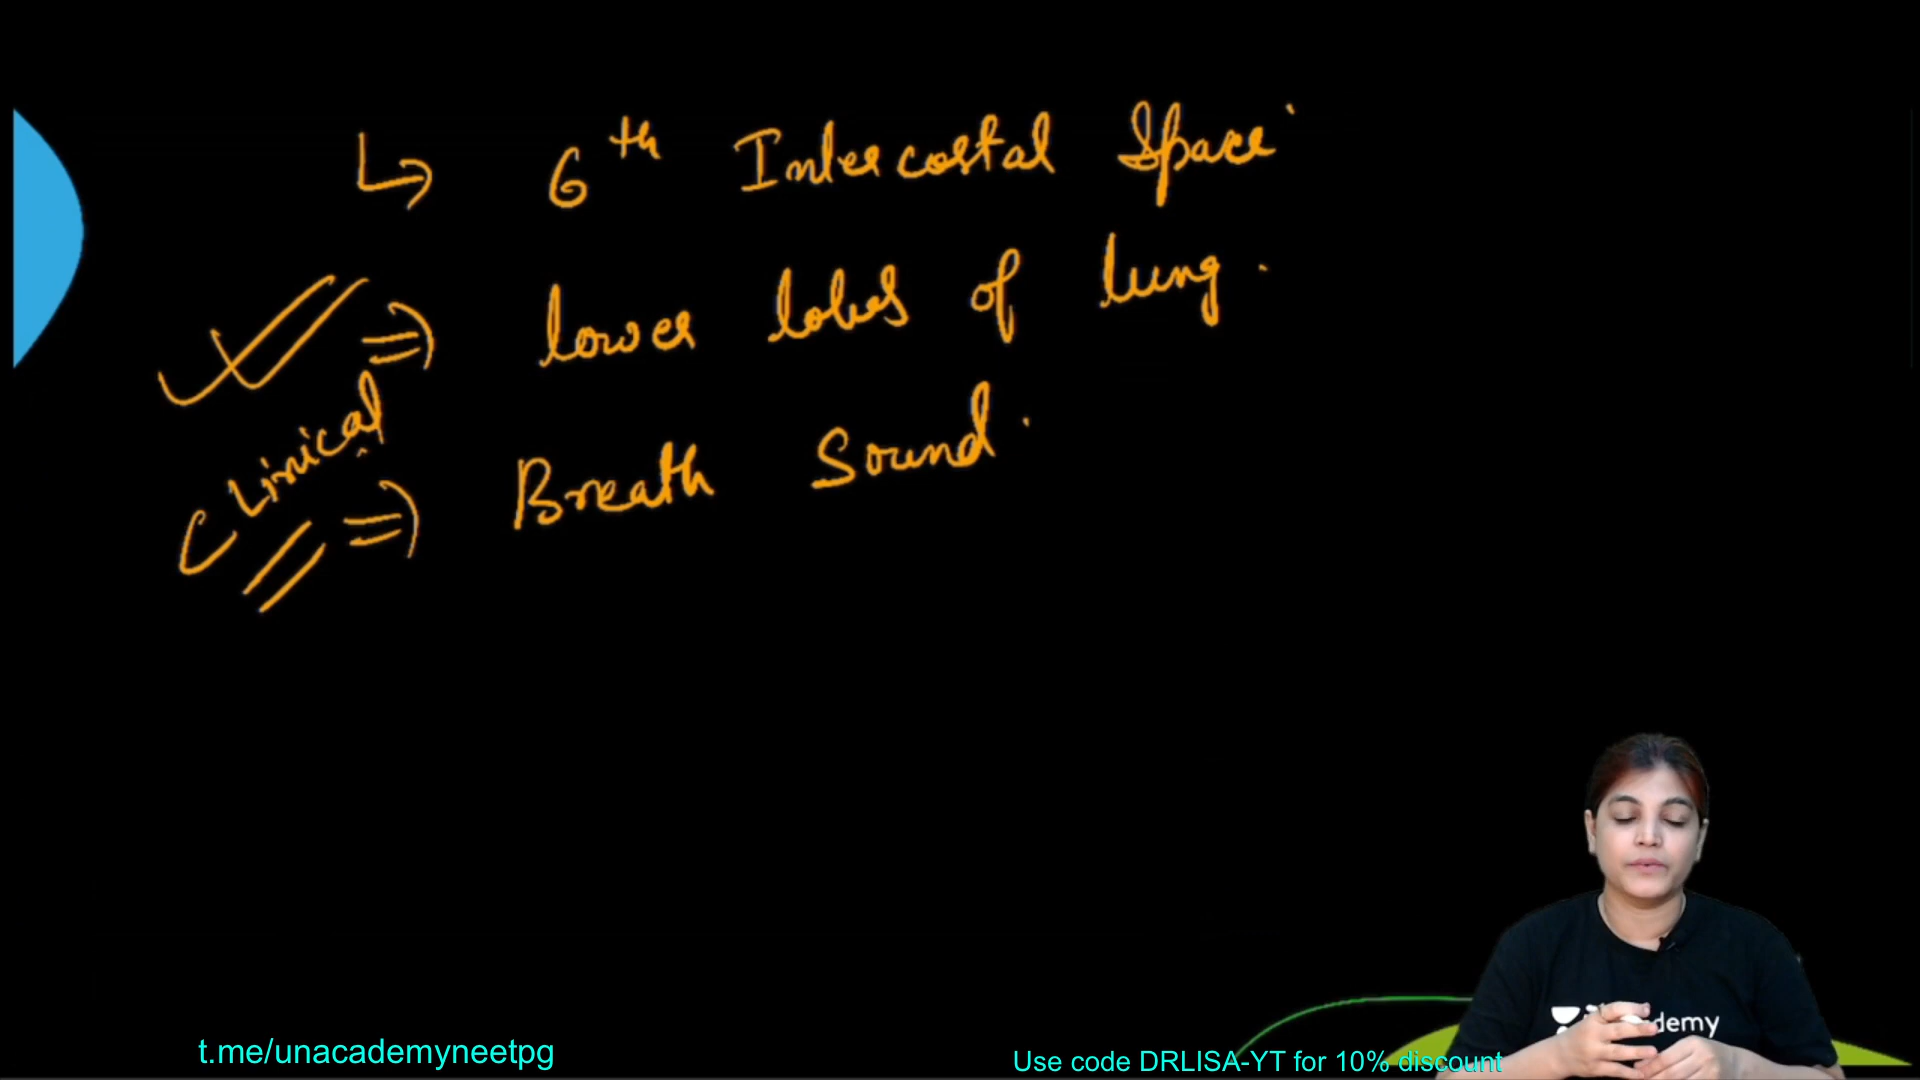 ↳ 6th Intercostal Space
⇒ lower lobes of lung.
Clinical
⇒ Breath Sound.
demy
t.me/unacademyneetpg
Use code DRLISA-YT for 10% discount